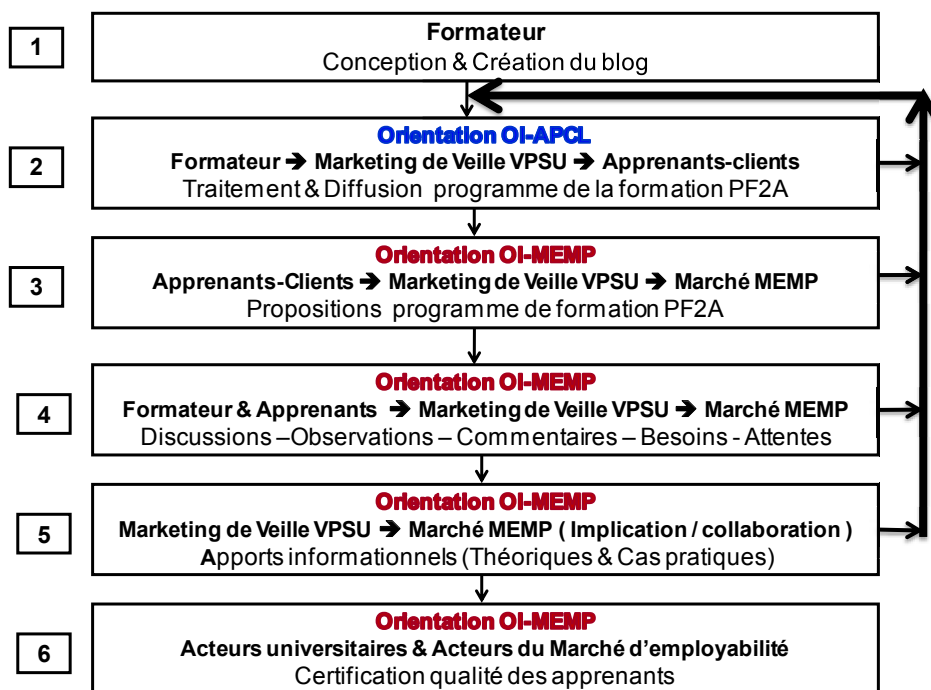 1
Formateur
Conception & Création du blog
2
Orientation OI-APCL
Formateur ➔ Marketing de Veille VPSU ➔ Apprenants-clients
Traitement & Diffusion programme de la formation PF2A
3
Orientation OI-MEMP
Apprenants-Clients ➔ Marketing de Veille VPSU ➔ Marché MEMP
Propositions programme de formation PF2A
4
Orientation OI-MEMP
Formateur & Apprenants ➔ Marketing de Veille VPSU ➔ Marché MEMP
Discussions –Observations – Commentaires – Besoins - Attentes
5
Orientation OI-MEMP
Marketing de Veille VPSU ➔ Marché MEMP ( Implication / collaboration )
Apports informationnels (Théoriques & Cas pratiques)
6
Orientation OI-MEMP
Acteurs universitaires & Acteurs du Marché d'employabilité
Certification qualité des apprenants